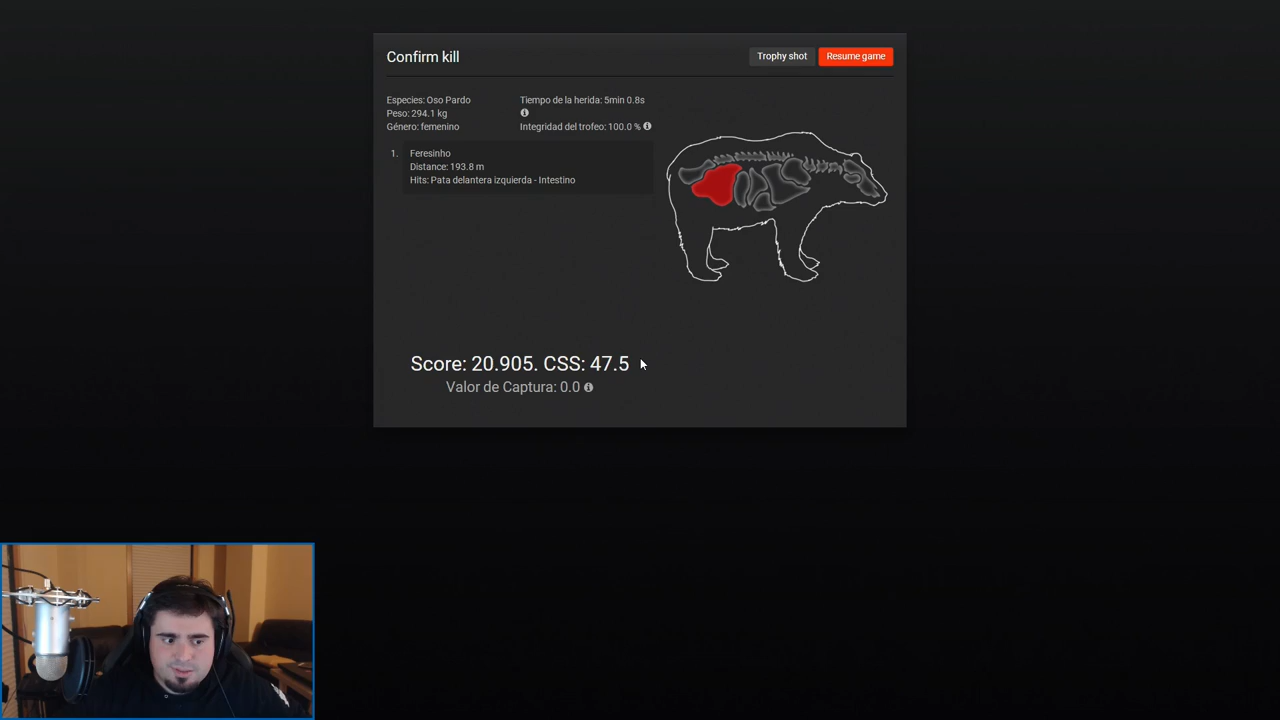 Confirm kill
Trophy shot
Resume game
Especies: Oso Pardo
Peso: 294.1 kg
Género: femenino
Tiempo de la herida: 5min 0.8s
Integridad del trofeo: 100.0 %
1. Feresinho
Distance: 193.8 m
Hits: Pata delantera izquierda - Intestino
Score: 20.905. CSS: 47.5
Valor de Captura: 0.0